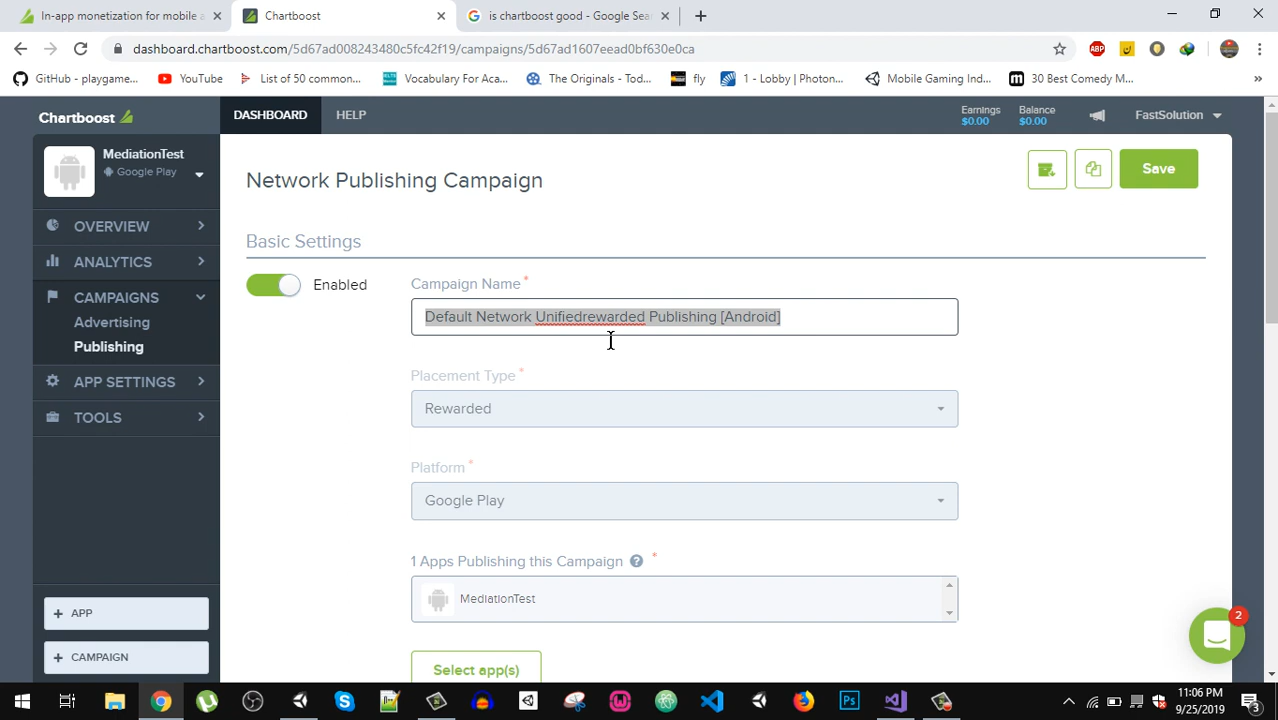 In-app monetization for mobile a
Chartboost
is chartboost good - Google Sea
dashboard.chartboost.com/5d67ad008243480c5fc42f19/campaigns/5d67ad1607eead0bf630e0ca
ABP
GitHub - playgame...
YouTube
List of 50 common...
IELTS
Vocabulary For Aca...
The Originals - Tod...
fly
1 - Lobby | Photon...
Mobile Gaming Ind...
30 Best Comedy M...
»
Chartboost
DASHBOARD
HELP
Earnings
$0.00
Balance
$0.00
FastSolution
MediationTest
Google Play
OVERVIEW
ANALYTICS
CAMPAIGNS
Advertising
Publishing
APP SETTINGS
TOOLS
+ APP
+ CAMPAIGN
Network Publishing Campaign
Save
Basic Settings
Enabled
Campaign Name *
Default Network Unifiedrewarded Publishing [Android]
Placement Type *
Rewarded
Platform *
Google Play
1 Apps Publishing this Campaign ? *
MediationTest
Select app(s)
2
11:06 PM
9/25/2019
3